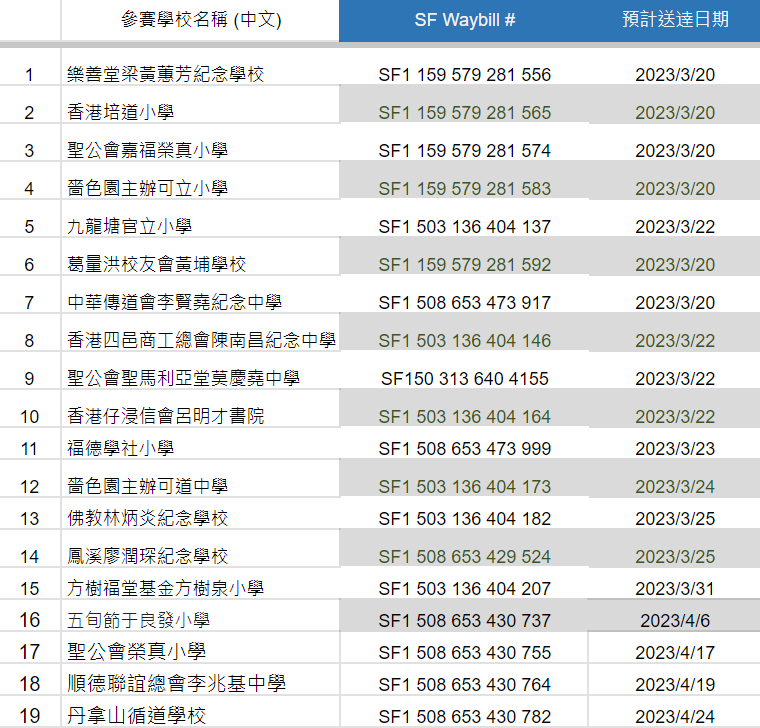 參賽學校名稱 (中文) SF Waybill # 預計送達日期
1 樂善堂梁黃蕙芳紀念學校 SF1 159 579 281 556 2023/3/20
2 香港培道小學 SF1 159 579 281 565 2023/3/20
3 聖公會嘉福榮真小學 SF1 159 579 281 574 2023/3/20
4 嗇色園主辦可立小學 SF1 159 579 281 583 2023/3/20
5 九龍塘官立小學 SF1 503 136 404 137 2023/3/22
6 葛量洪校友會黃埔學校 SF1 159 579 281 592 2023/3/20
7 中華傳道會李賢堯紀念中學 SF1 508 653 473 917 2023/3/20
8 香港四邑商工總會陳南昌紀念中學 SF1 503 136 404 146 2023/3/22
9 聖公會聖馬利亞堂莫慶堯中學 SF150 313 640 4155 2023/3/22
10 香港仔浸信會呂明才書院 SF1 503 136 404 164 2023/3/22
11 福德學社小學 SF1 508 653 473 999 2023/3/23
12 嗇色園主辦可道中學 SF1 503 136 404 173 2023/3/24
13 佛教林炳炎紀念學校 SF1 503 136 404 182 2023/3/25
14 鳳溪廖潤琛紀念學校 SF1 508 653 429 524 2023/3/25
15 方樹福堂基金方樹泉小學 SF1 503 136 404 207 2023/3/31
16 五旬節于良發小學 SF1 508 653 430 737 2023/4/6
17 聖公會榮真小學 SF1 508 653 430 755 2023/4/17
18 順德聯誼總會李兆基中學 SF1 508 653 430 764 2023/4/19
19 丹拿山循道學校 SF1 508 653 430 782 2023/4/24